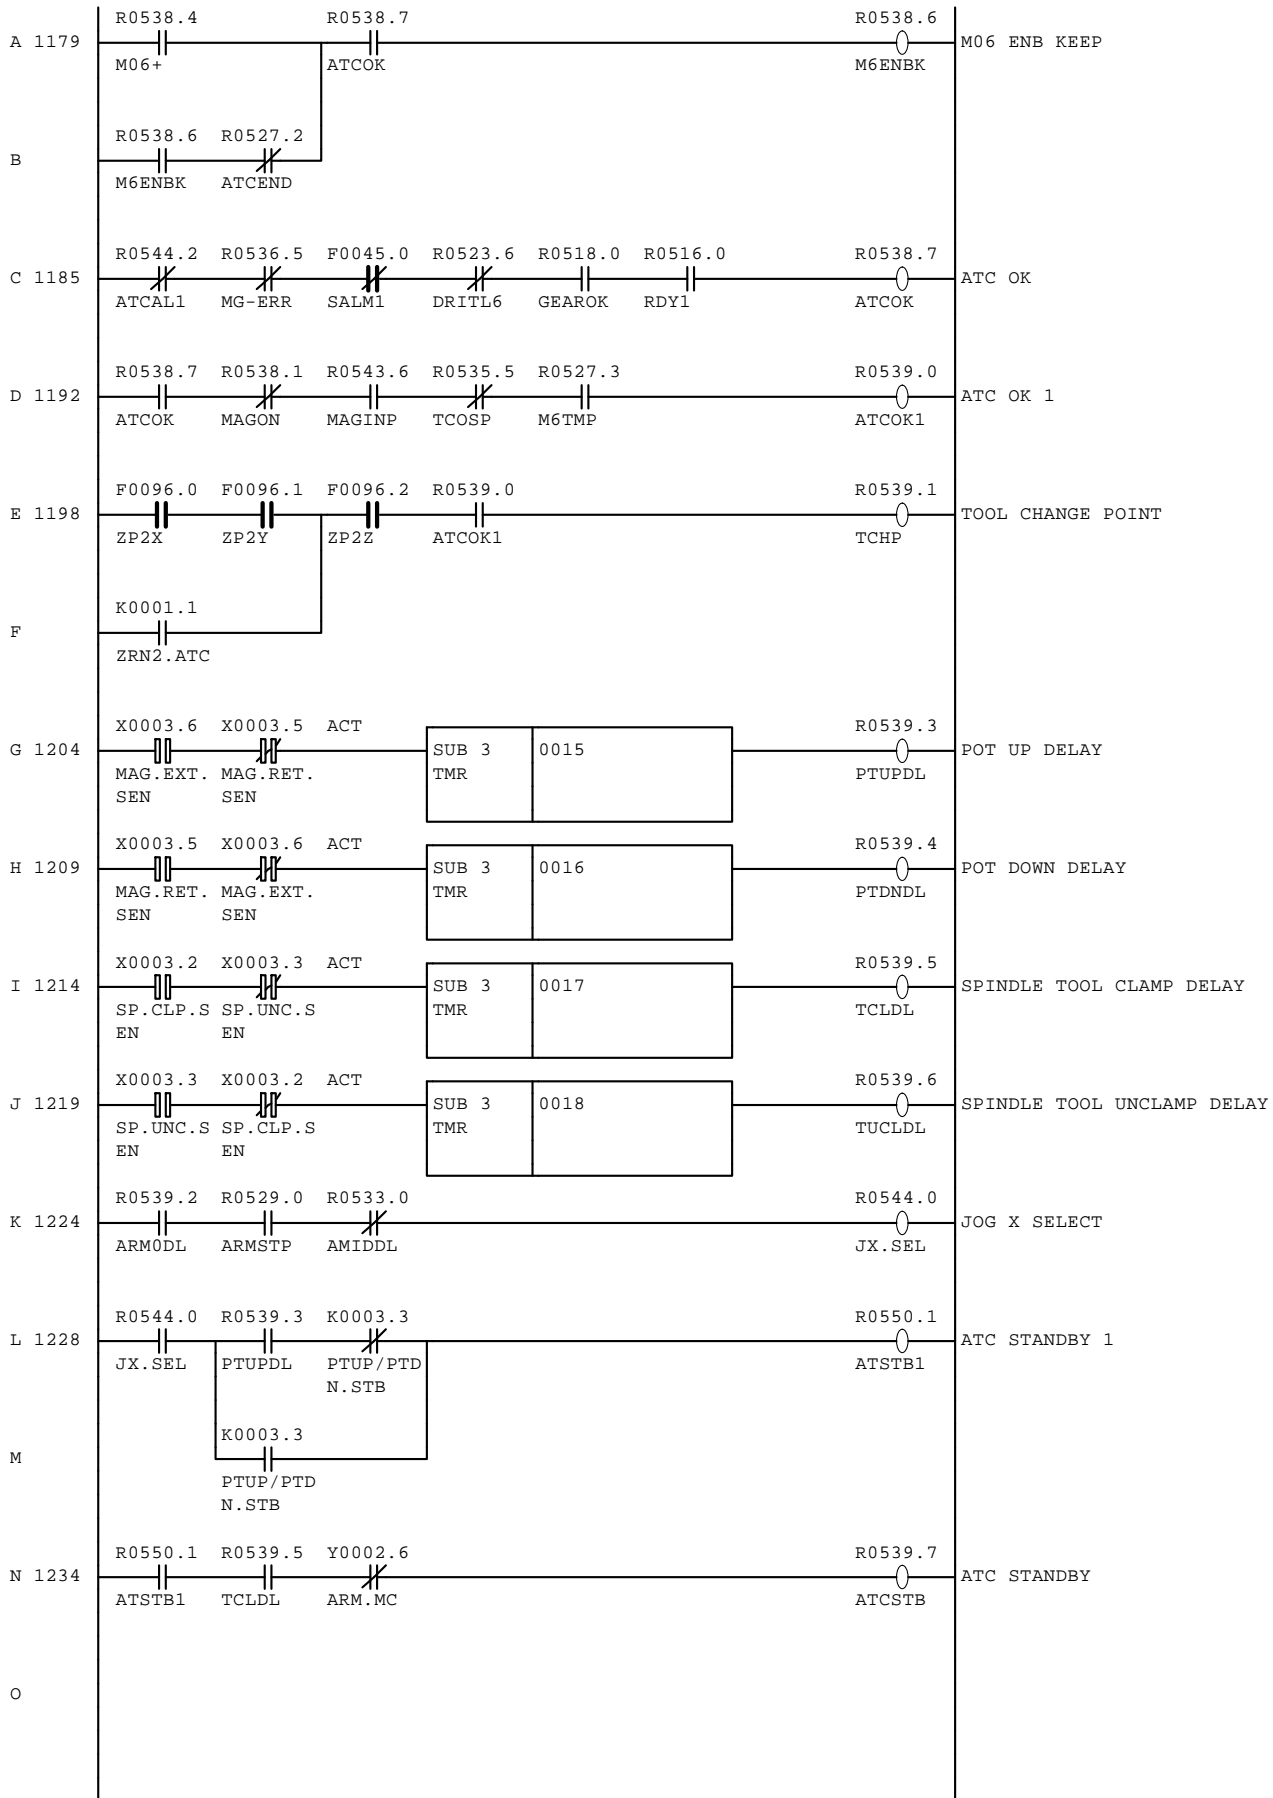 R0538.4 R0538.7 R0538.6
A 1179 M06 ENB KEEP
M06+ ATCOK M6ENBK
R0538.6 R0527.2
B
M6ENBK ATCEND
R0544.2 R0536.5 F0045.0 R0523.6 R0518.0 R0516.0 R0538.7
C 1185 ATC OK
ATCAL1 MG-ERR SALM1 DRITL6 GEAROK RDY1 ATCOK
R0538.7 R0538.1 R0543.6 R0535.5 R0527.3 R0539.0
D 1192 ATC OK 1
ATCOK MAGON MAGINP TCOSP M6TMP ATCOK1
F0096.0 F0096.1 F0096.2 R0539.0 R0539.1
E 1198 TOOL CHANGE POINT
ZP2X ZP2Y ZP2Z ATCOK1 TCHP
K0001.1
F
ZRN2.ATC
X0003.6 X0003.5 ACT R0539.3
G 1204 SUB 3 0015 POT UP DELAY
MAG.EXT. MAG.RET. TMR PTUPDL
SEN SEN
X0003.5 X0003.6 ACT R0539.4
H 1209 SUB 3 0016 POT DOWN DELAY
MAG.RET. MAG.EXT. TMR PTDNDL
SEN SEN
X0003.2 X0003.3 ACT R0539.5
I 1214 SUB 3 0017 SPINDLE TOOL CLAMP DELAY
SP.CLP.S SP.UNC.S TMR TCLDL
EN EN
X0003.3 X0003.2 ACT R0539.6
J 1219 SUB 3 0018 SPINDLE TOOL UNCLAMP DELAY
SP.UNC.S SP.CLP.S TMR TUCLDL
EN EN
R0539.2 R0529.0 R0533.0 R0544.0
K 1224 JOG X SELECT
ARM0DL ARMSTP AMIDDL JX.SEL
R0544.0 R0539.3 K0003.3 R0550.1
L 1228 ATC STANDBY 1
JX.SEL PTUPDL PTUP/PTD ATSTB1
N.STB
K0003.3
M
PTUP/PTD
N.STB
R0550.1 R0539.5 Y0002.6 R0539.7
N 1234 ATC STANDBY
ATSTB1 TCLDL ARM.MC ATCSTB
O